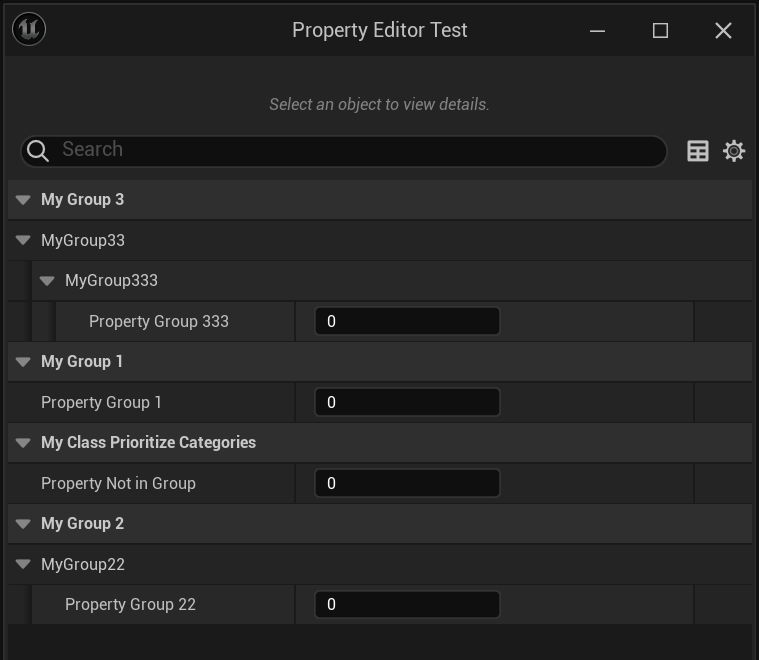 Property Editor Test
Select an object to view details.
Search
My Group 3
MyGroup33
MyGroup333
Property Group 333 0
My Group 1
Property Group 1 0
My Class Prioritize Categories
Property Not in Group 0
My Group 2
MyGroup22
Property Group 22 0